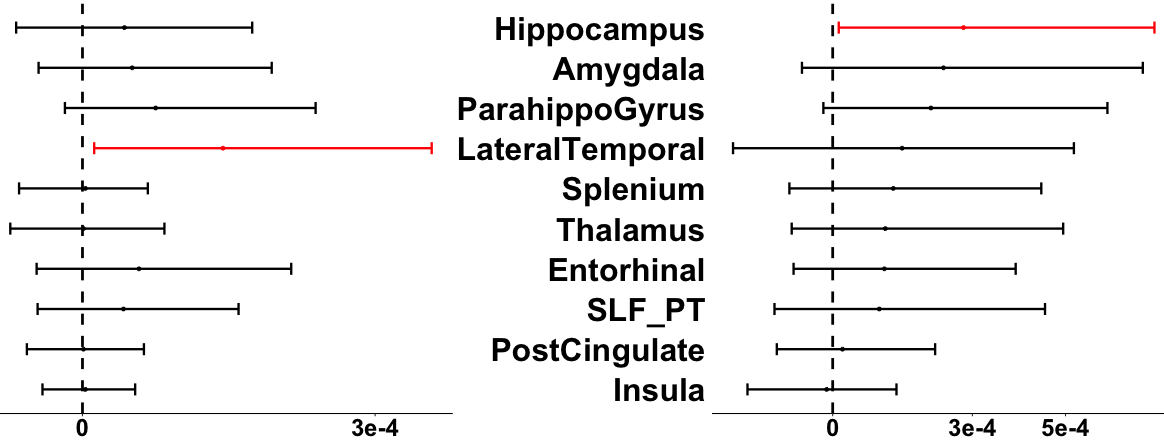 Hippocampus
Amygdala
ParahippoGyrus
LateralTemporal
Splenium
Thalamus
Entorhinal
SLF_PT
PostCingulate
Insula
0 3e-4 0 3e-4 5e-4